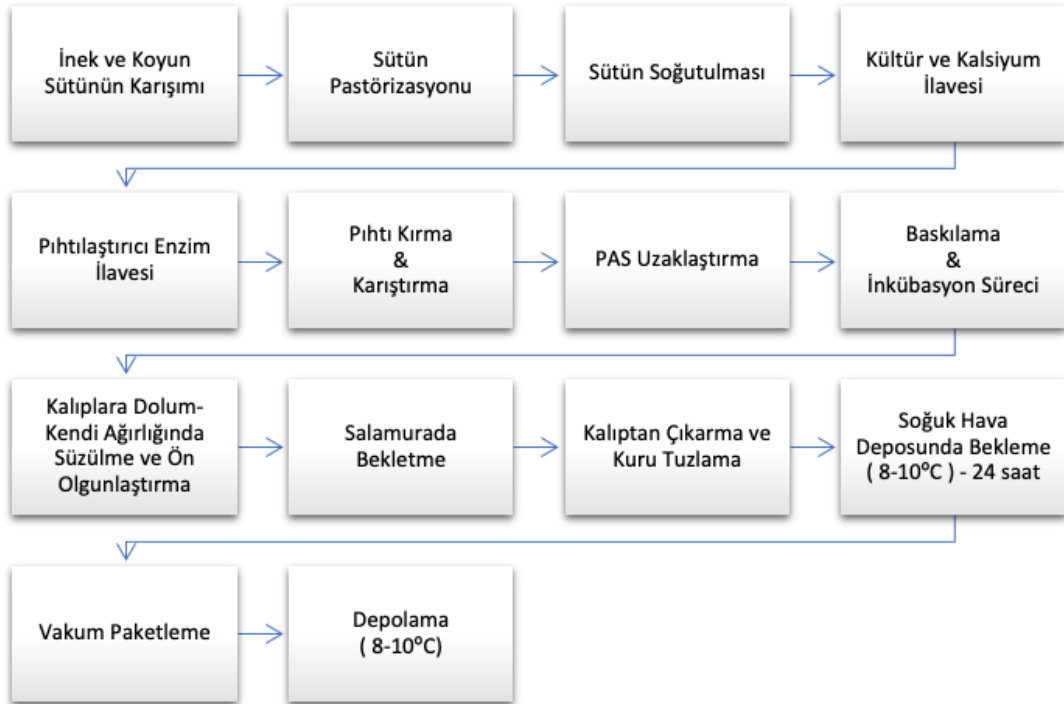 İnek ve Koyun
Sütünün Karışımı
Sütün
Pastörizasyonu
Sütün Soğutulması
Kültür ve Kalsiyum
İlavesi
Pıhtılaştırıcı Enzim
İlavesi
Pıhtı Kırma
&
Karıştırma
PAS Uzaklaştırma
Baskılama
&
İnkübasyon Süreci
Kalıplara Dolum-
Kendi Ağırlığında
Süzülme ve Ön
Olgunlaştırma
Salamurada
Bekletme
Kalıptan Çıkarma ve
Kuru Tuzlama
Soğuk Hava
Deposunda Bekleme
( 8-10⁰C ) - 24 saat
Vakum Paketleme
Depolama
( 8-10⁰C)